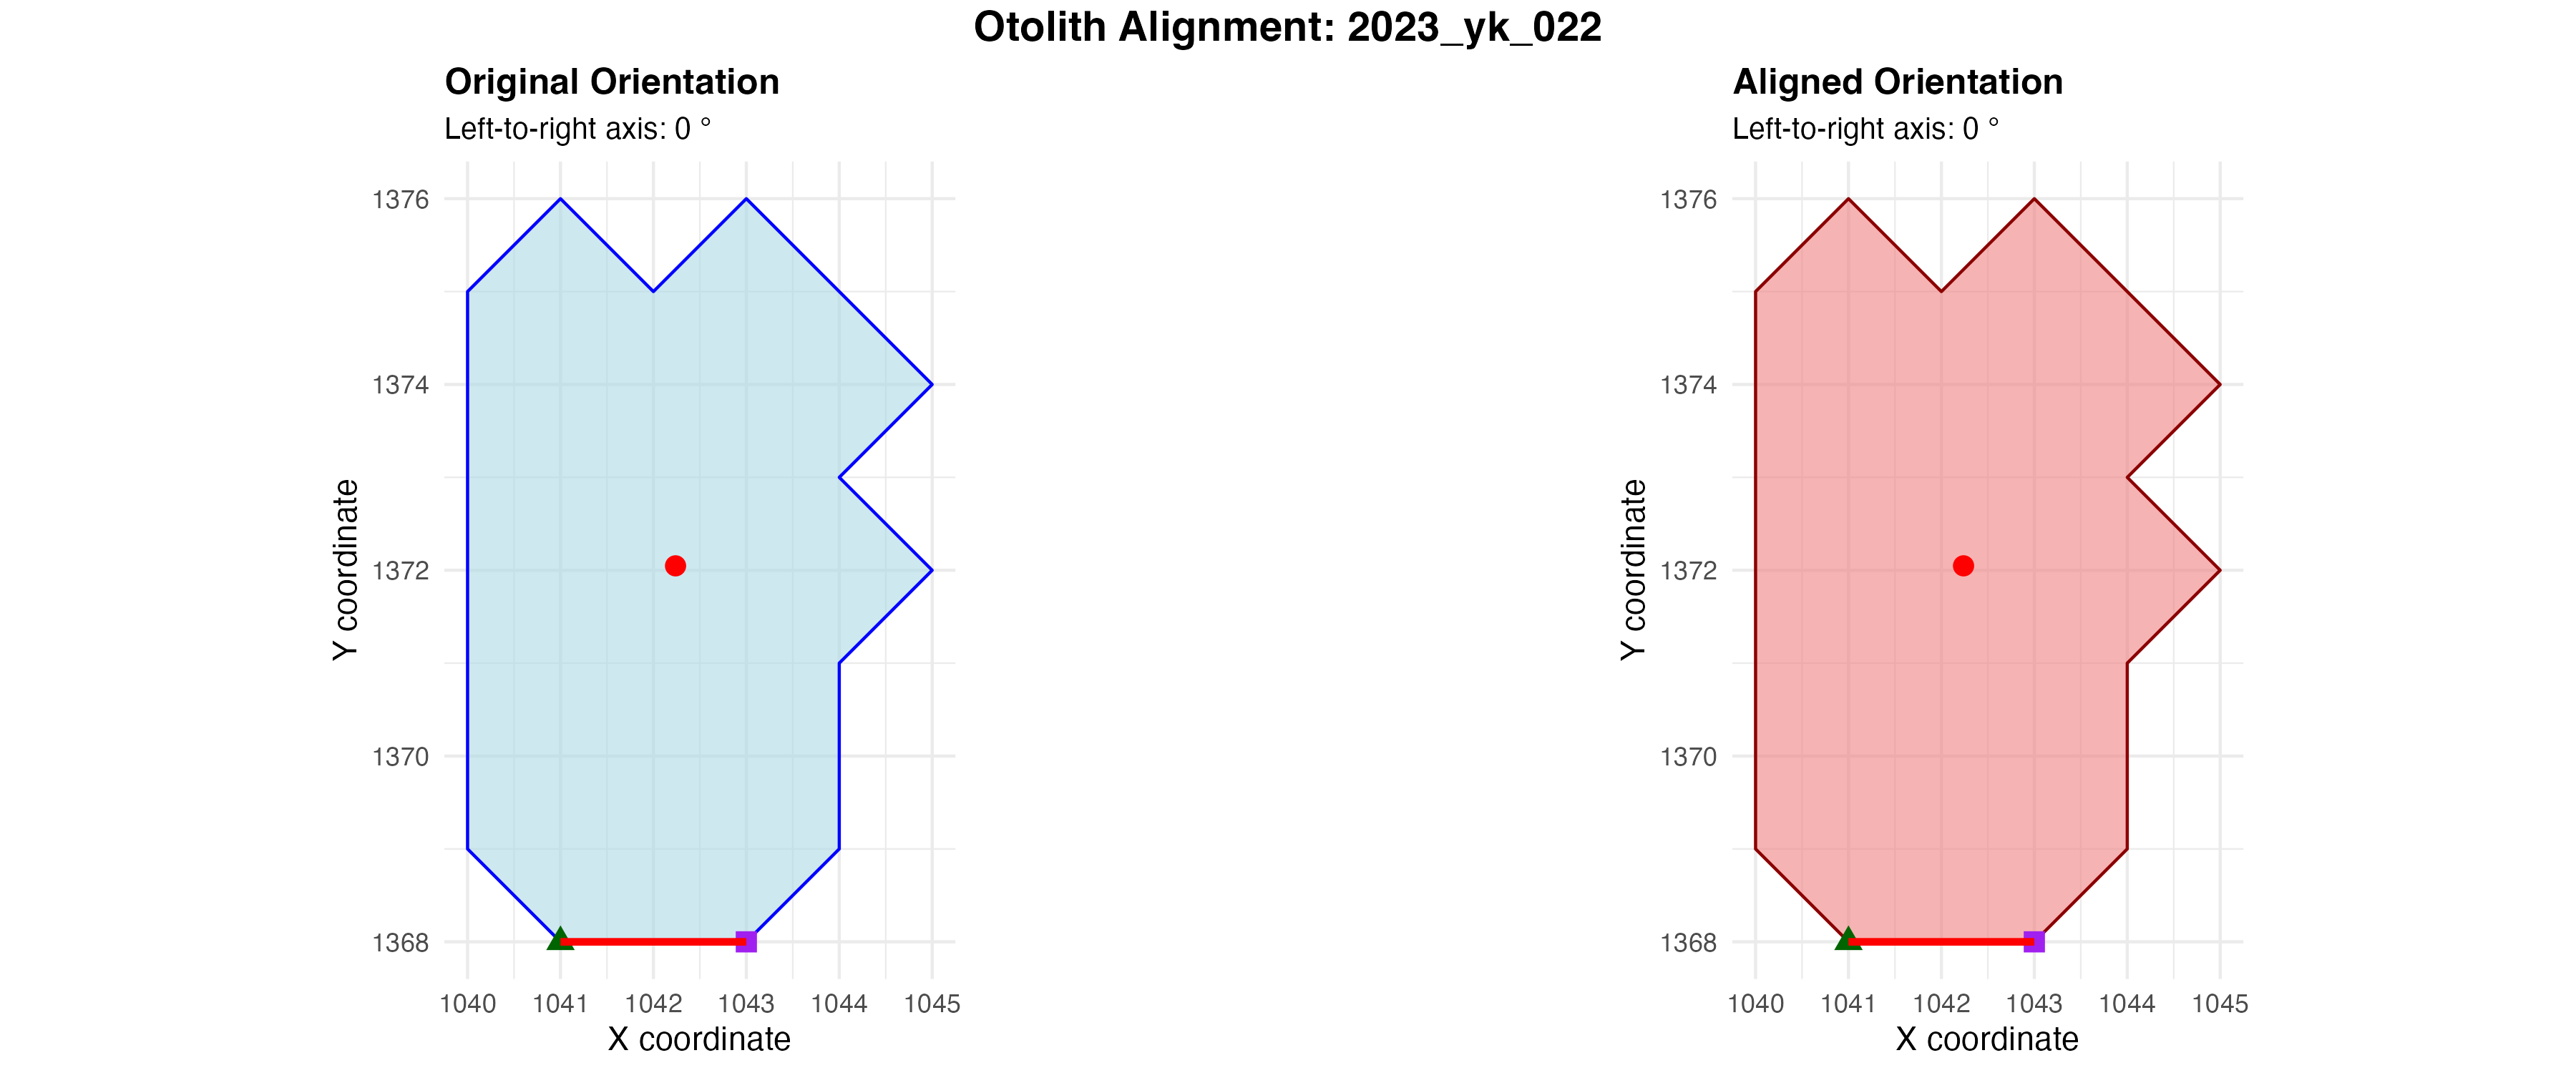 Otolith Alignment: 2023_yk_022
Original Orientation
Left-to-right axis: 0 °
1376
1374
1372
1370
1368
Y coordinate
1040 1041 1042 1043 1044 1045
X coordinate
Aligned Orientation
Left-to-right axis: 0 °
1376
1374
1372
1370
1368
Y coordinate
1040 1041 1042 1043 1044 1045
X coordinate